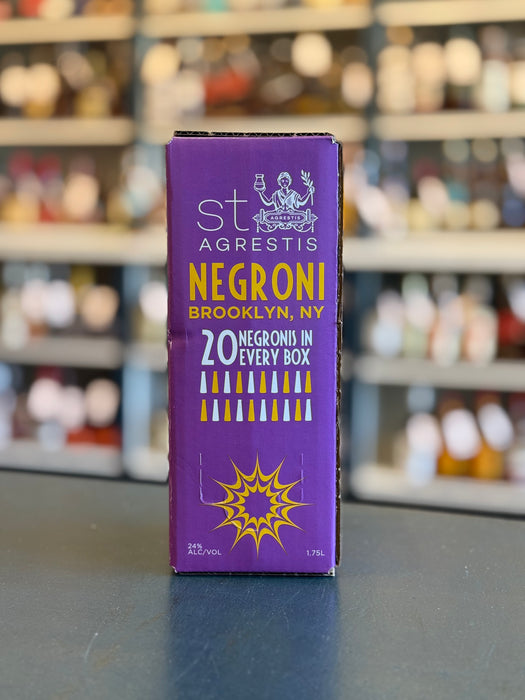 st
AGRESTIS
AGRESTIS
NEGRONI
BROOKLYN, NY
20 NEGRONIS IN
EVERY BOX
24%
ALC/VOL
1.75L